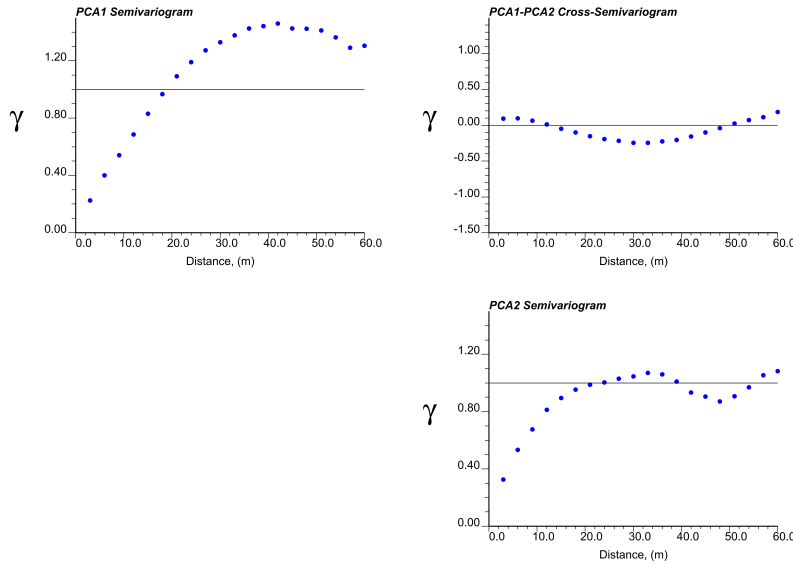 PCA1 Semivariogram
1.20
0.80
0.40
0.00
γ
0.0 10.0 20.0 30.0 40.0 50.0 60.0
Distance, (m)
PCA1-PCA2 Cross-Semivariogram
1.00
0.50
0.00
-0.50
-1.00
-1.50
γ
0.0 10.0 20.0 30.0 40.0 50.0 60.0
Distance, (m)
PCA2 Semivariogram
1.20
0.80
0.40
0.00
γ
0.0 10.0 20.0 30.0 40.0 50.0 60.0
Distance, (m)